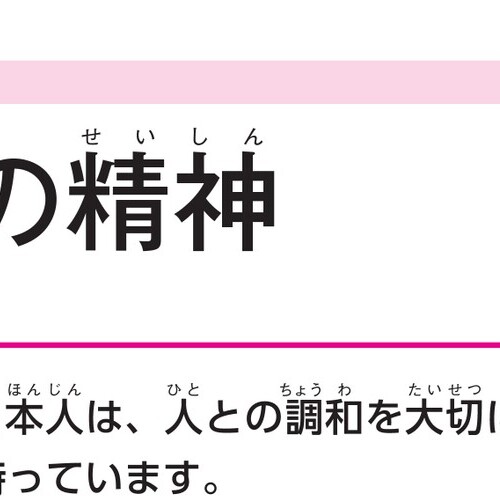 せいしん
の精神
ほんじん ひと ちょう わ たいせつ
本人は、人との調和を大切
っています。